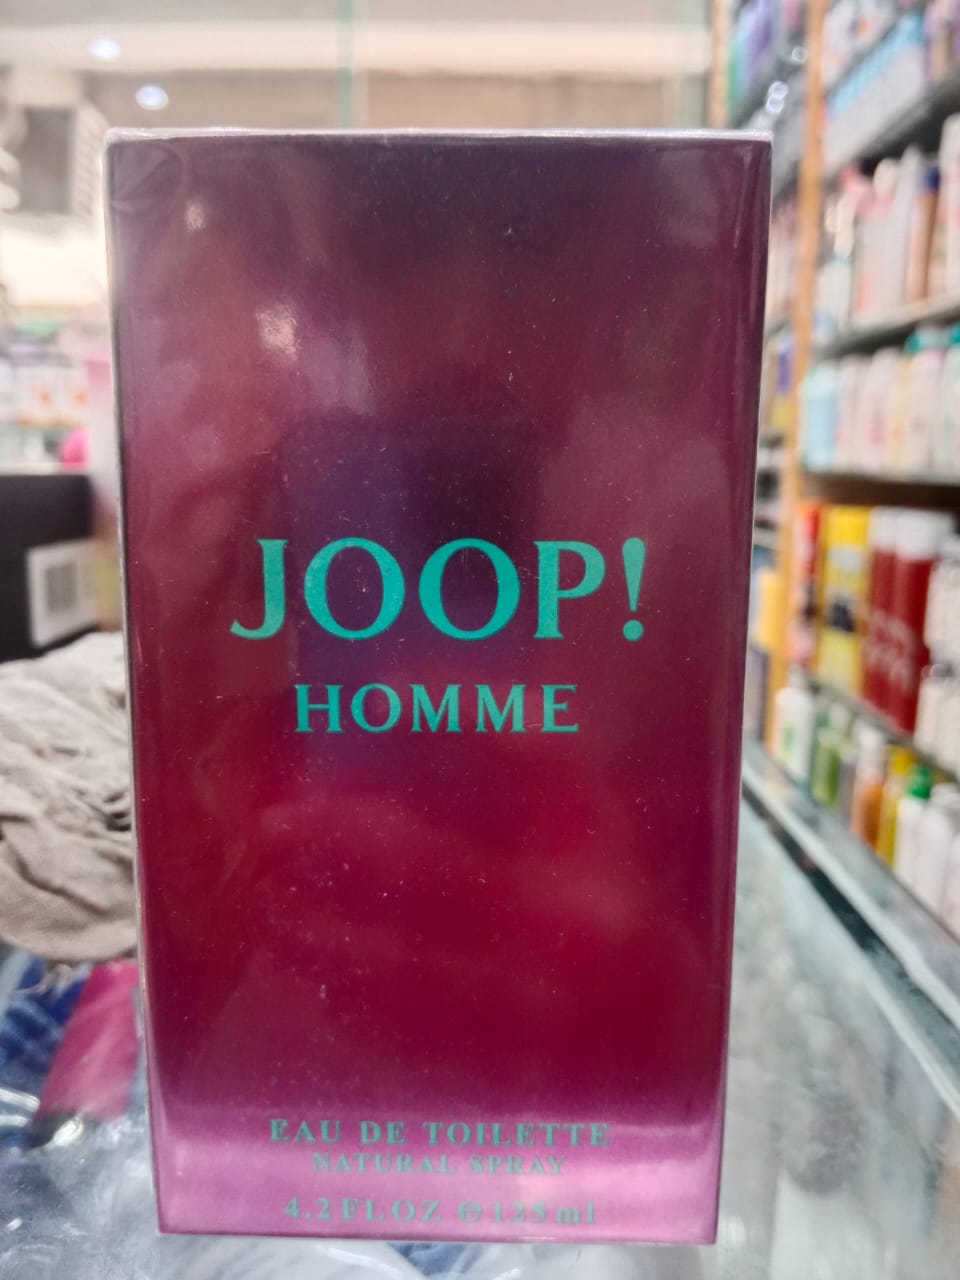 JOOP!
HOMME
EAU DE TOILETTE
NATURAL SPRAY
4.2 FL OZ ℮ 125 ml